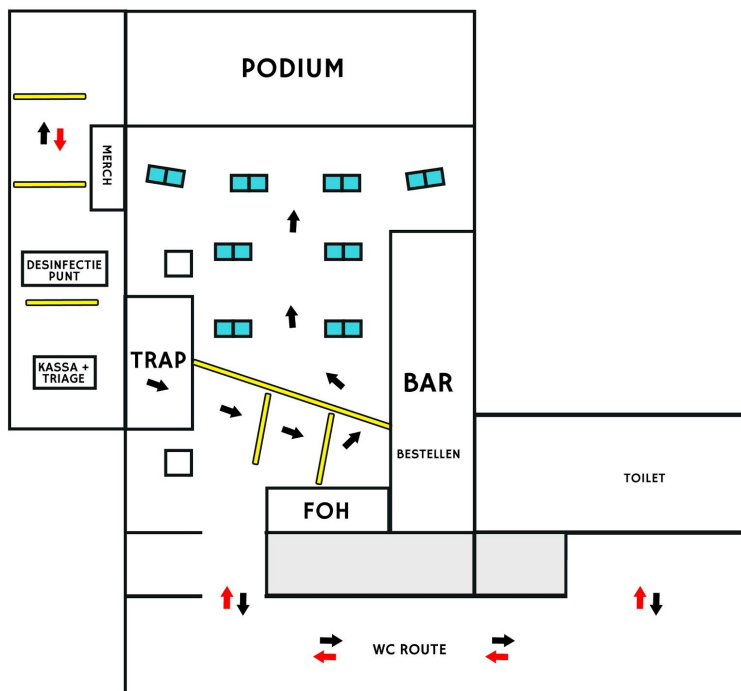 PODIUM
MERCH
DESINFECTIE
PUNT
KASSA +
TRIAGE
TRAP
BAR
BESTELLEN
TOILET
FOH
WC ROUTE